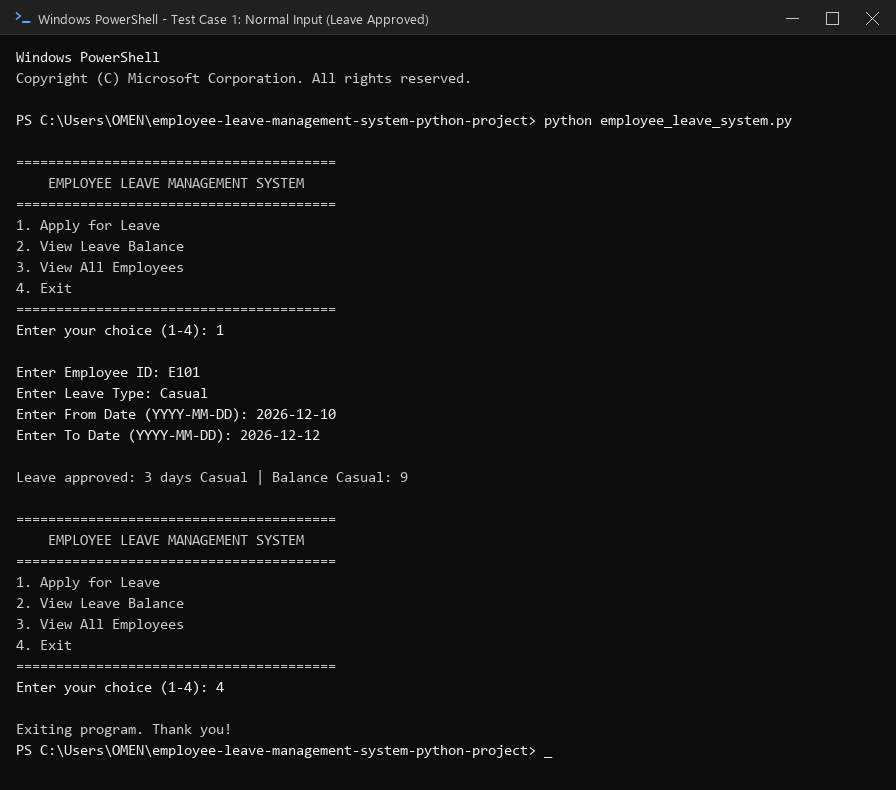 Windows PowerShell - Test Case 1: Normal Input (Leave Approved)
Windows PowerShell
Copyright (C) Microsoft Corporation. All rights reserved.
PS C:\Users\OMEN\employee-leave-management-system-python-project> python employee_leave_system.py
========================================
    EMPLOYEE LEAVE MANAGEMENT SYSTEM
========================================
1. Apply for Leave
2. View Leave Balance
3. View All Employees
4. Exit
========================================
Enter your choice (1-4): 1
Enter Employee ID: E101
Enter Leave Type: Casual
Enter From Date (YYYY-MM-DD): 2026-12-10
Enter To Date (YYYY-MM-DD): 2026-12-12
Leave approved: 3 days Casual | Balance Casual: 9
========================================
    EMPLOYEE LEAVE MANAGEMENT SYSTEM
========================================
1. Apply for Leave
2. View Leave Balance
3. View All Employees
4. Exit
========================================
Enter your choice (1-4): 4
Exiting program. Thank you!
PS C:\Users\OMEN\employee-leave-management-system-python-project> _